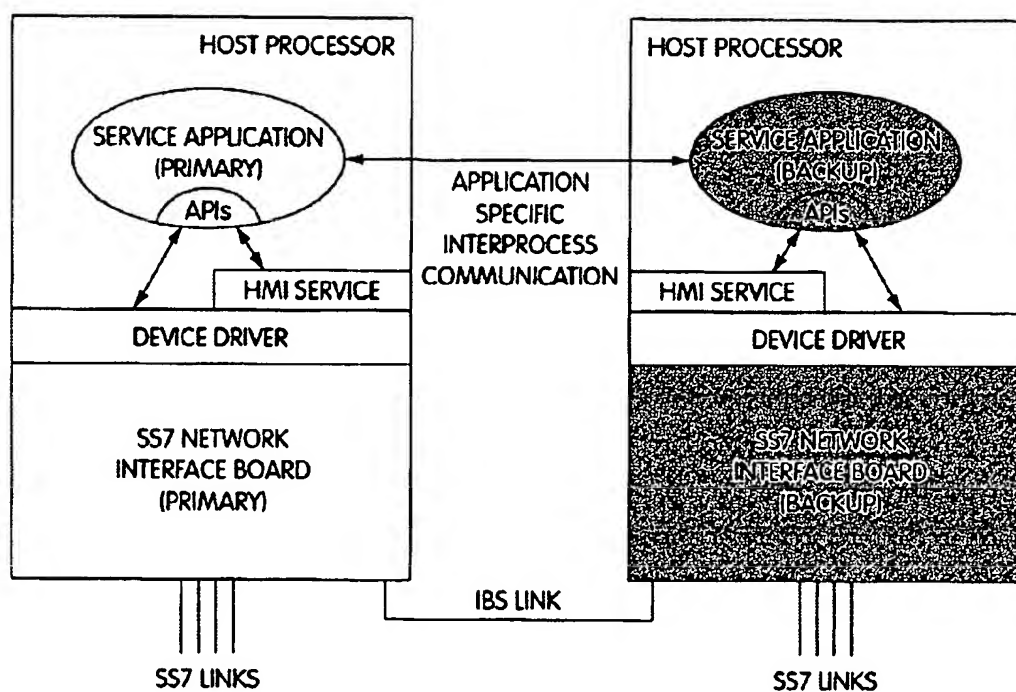 HOST PROCESSOR
SERVICE APPLICATION
(PRIMARY)
APIs
HMI SERVICE
DEVICE DRIVER
SS7 NETWORK
INTERFACE BOARD
(PRIMARY)
SS7 LINKS
APPLICATION
SPECIFIC
INTERPROCESS
COMMUNICATION
IBS LINK
HOST PROCESSOR
SERVICE APPLICATION
(BACKUP)
APIs
HMI SERVICE
DEVICE DRIVER
SS7 NETWORK
INTERFACE BOARD
(BACKUP)
SS7 LINKS